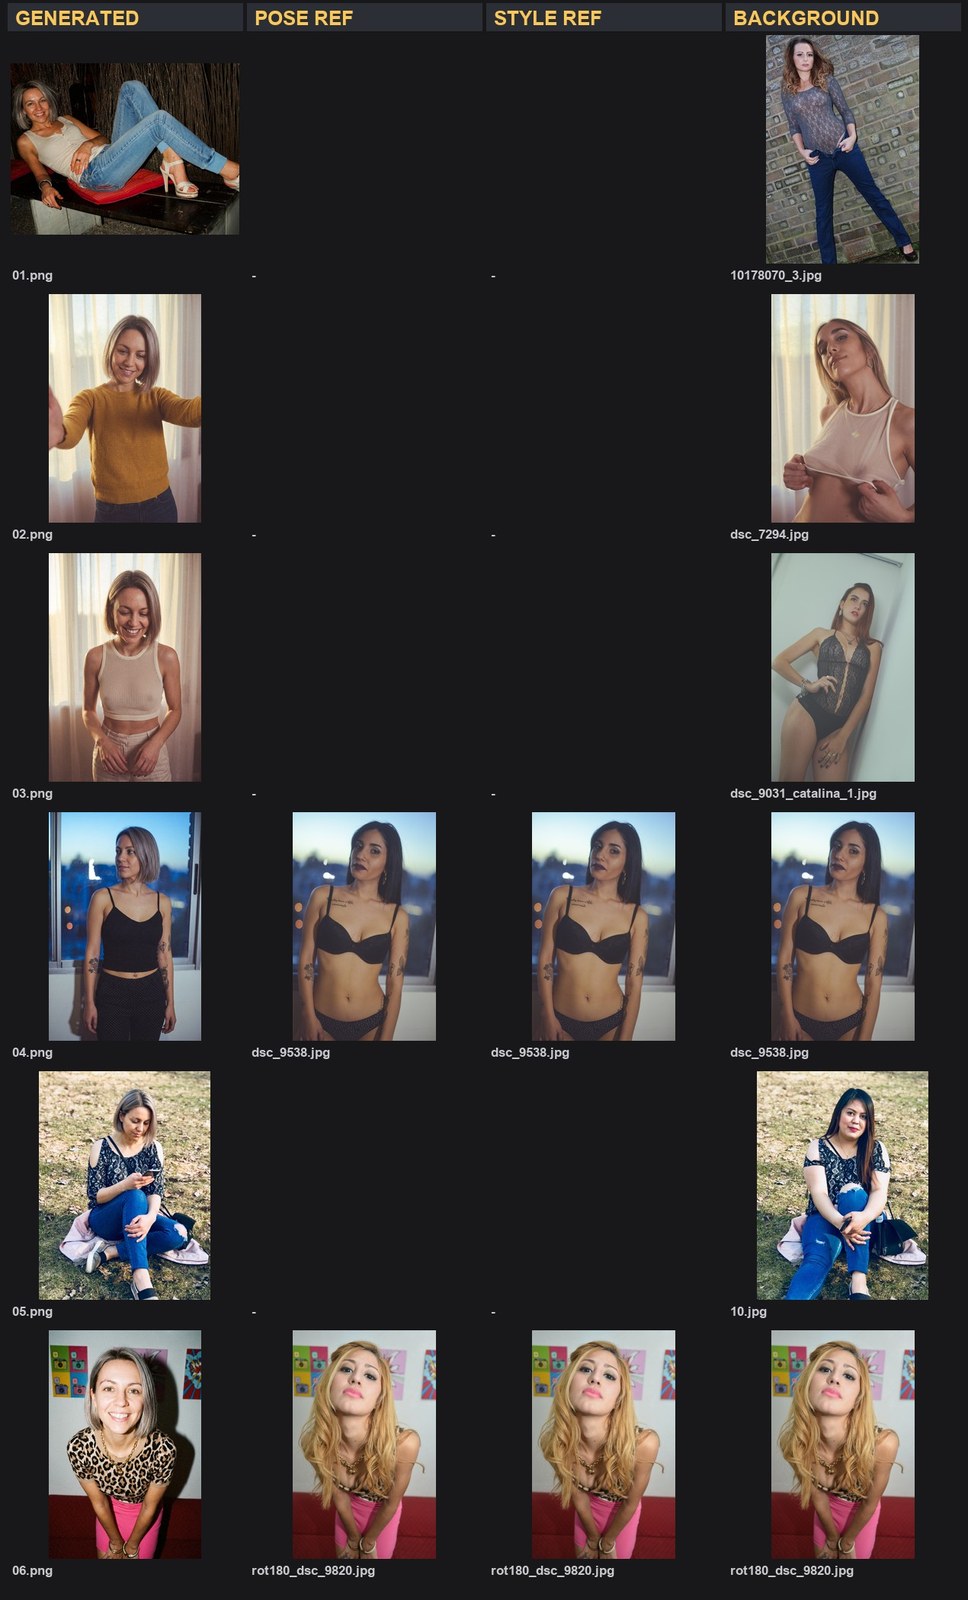 GENERATED POSE REF STYLE REF BACKGROUND
01.png - - 10178070_3.jpg
02.png - - dsc_7294.jpg
03.png - - dsc_9031_catalina_1.jpg
04.png dsc_9538.jpg dsc_9538.jpg dsc_9538.jpg
05.png - - 10.jpg
06.png rot180_dsc_9820.jpg rot180_dsc_9820.jpg rot180_dsc_9820.jpg